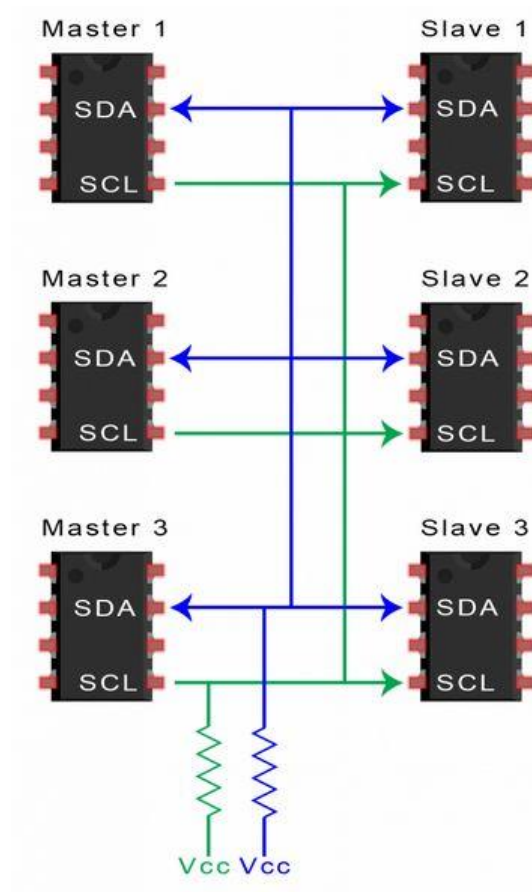 Master 1 Slave 1
SDA SDA
SCL SCL
Master 2 Slave 2
SDA SDA
SCL SCL
Master 3 Slave 3
SDA SDA
SCL SCL
Vcc Vcc